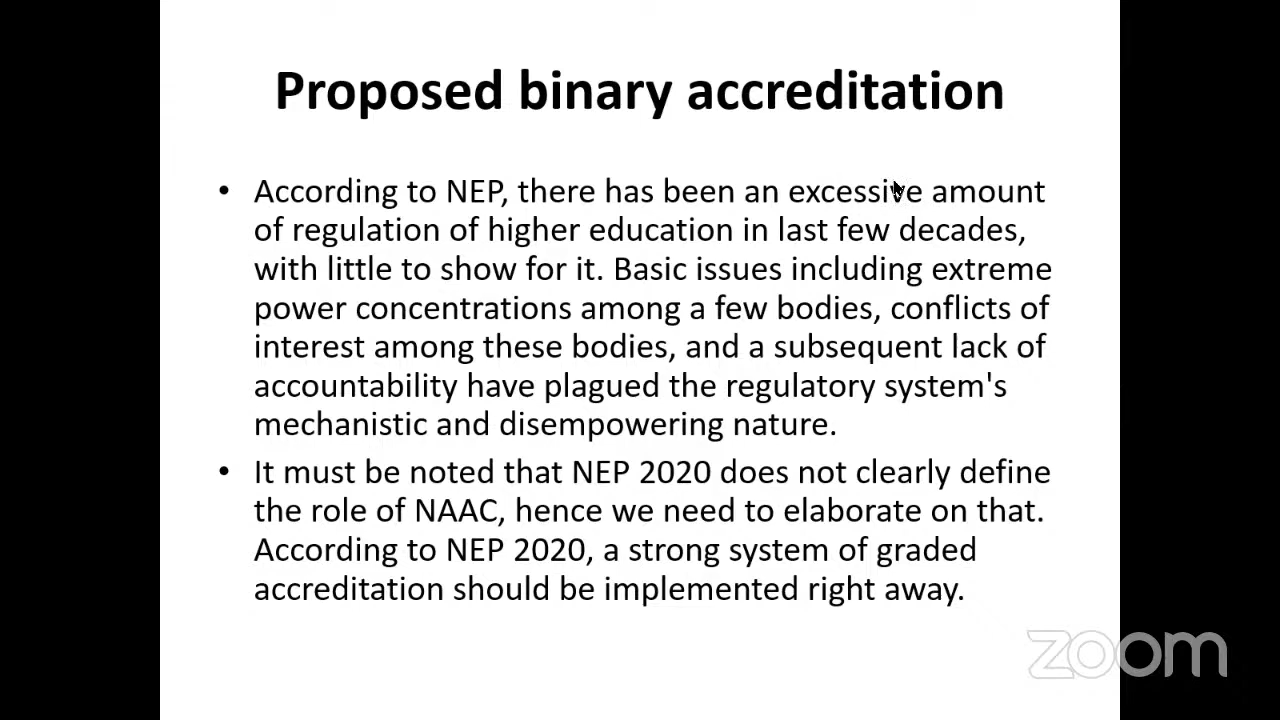 Proposed binary accreditation
• According to NEP, there has been an excessive amount
of regulation of higher education in last few decades,
with little to show for it. Basic issues including extreme
power concentrations among a few bodies, conflicts of
interest among these bodies, and a subsequent lack of
accountability have plagued the regulatory system's
mechanistic and disempowering nature.
• It must be noted that NEP 2020 does not clearly define
the role of NAAC, hence we need to elaborate on that.
According to NEP 2020, a strong system of graded
accreditation should be implemented right away.
zoom